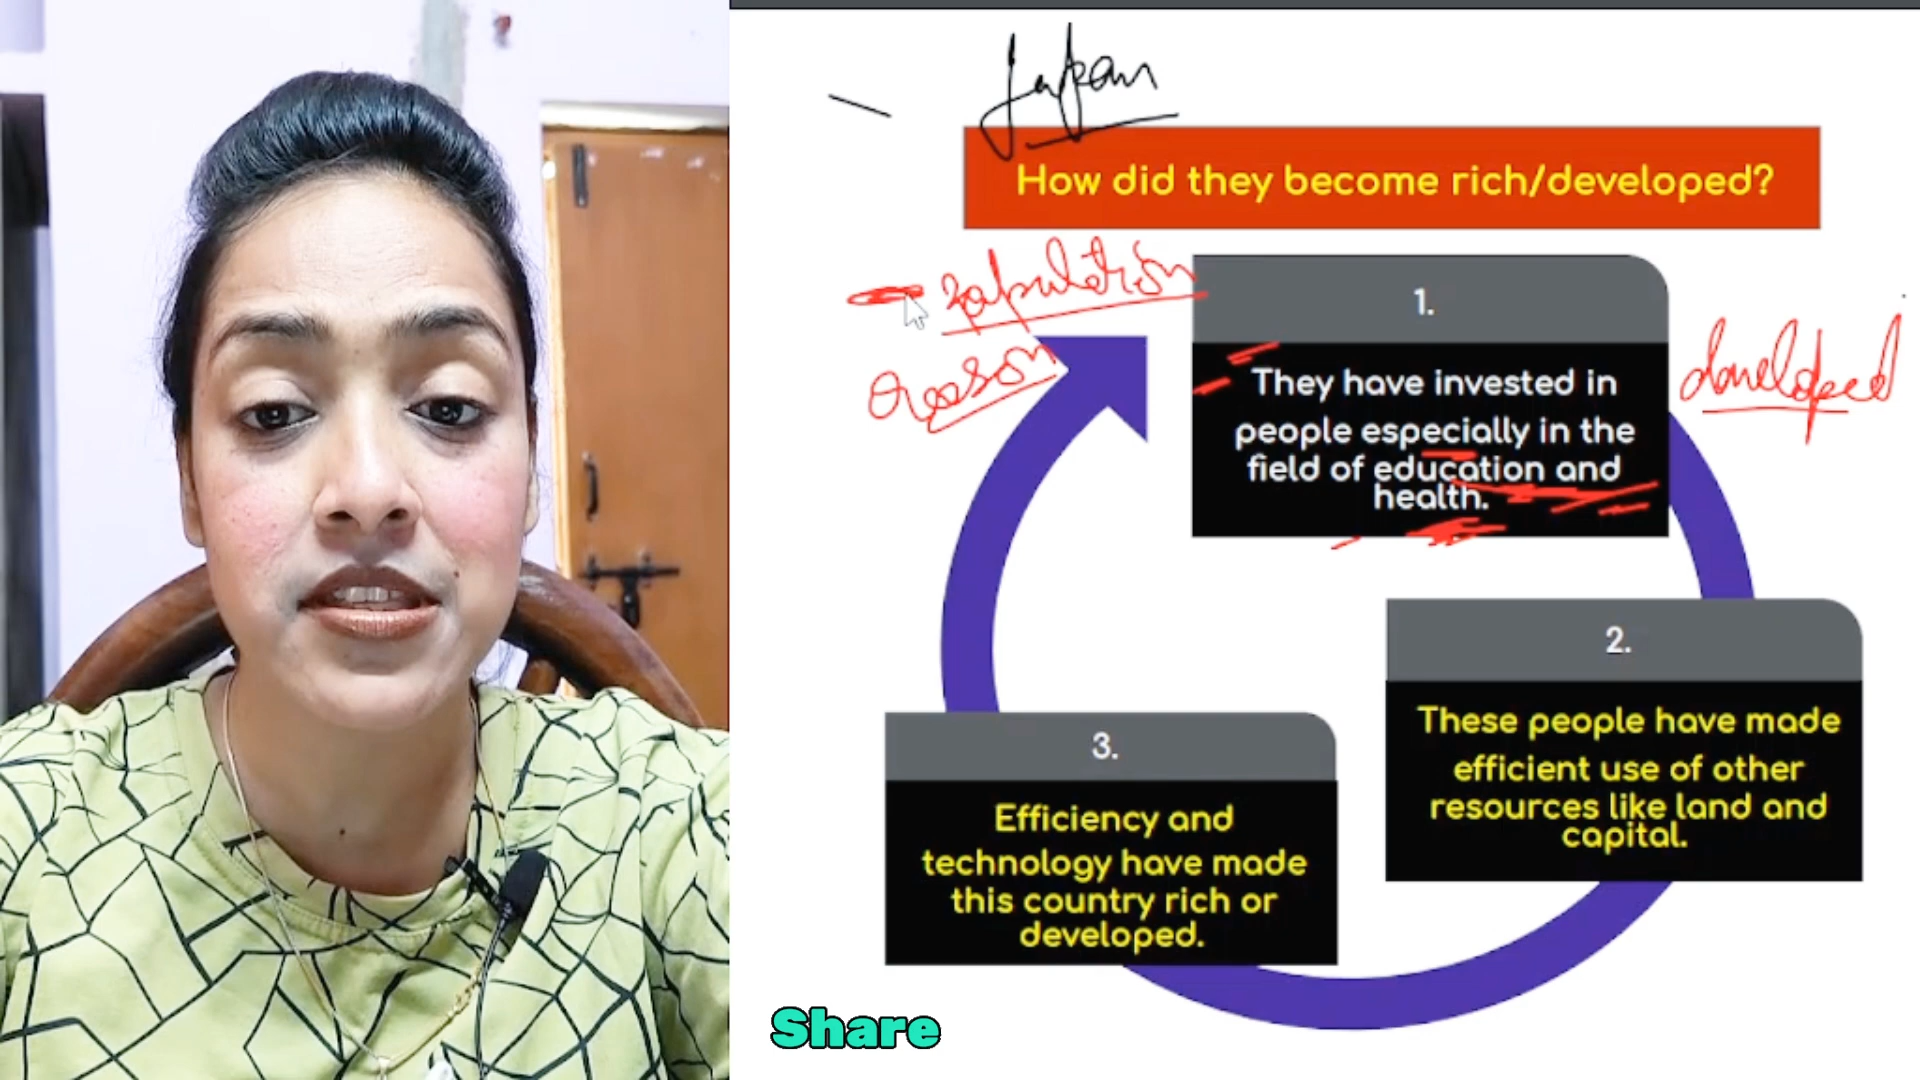 Japan
How did they become rich/developed?
Population
reason
developed
1.
They have invested in
people especially in the
field of education and
health.
2.
These people have made
efficient use of other
resources like land and
capital.
3.
Efficiency and
technology have made
this country rich or
developed.
Share